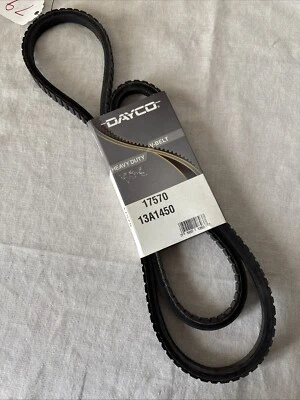 DAYCO
V-BELT
HEAVY DUTY
17570
13A1450